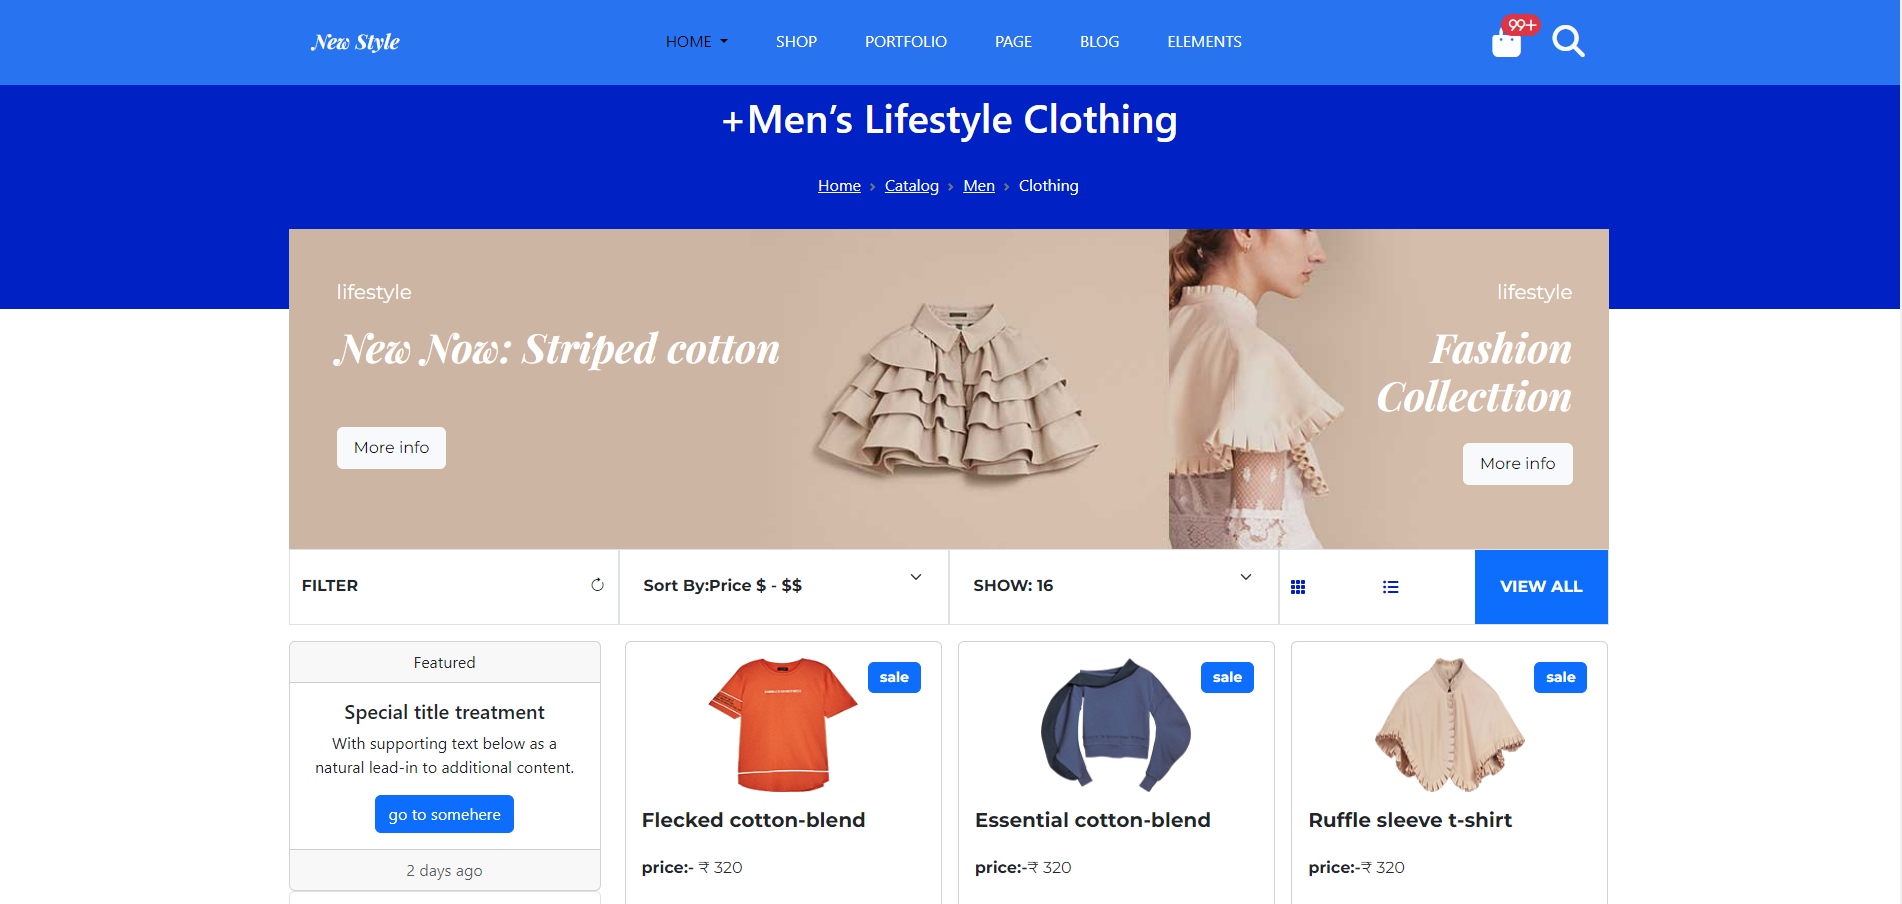 New Style
HOME SHOP PORTFOLIO PAGE BLOG ELEMENTS
99+
+Men’s Lifestyle Clothing
Home › Catalog › Men › Clothing
lifestyle
New Now: Striped cotton
More info
lifestyle
Fashion
Collecttion
More info
FILTER
Sort By:Price $ - $$
SHOW: 16
VIEW ALL
Featured
Special title treatment
With supporting text below as a
natural lead-in to additional content.
go to somehere
2 days ago
sale
Flecked cotton-blend
price:- ₹ 320
sale
Essential cotton-blend
price:-₹ 320
sale
Ruffle sleeve t-shirt
price:-₹ 320